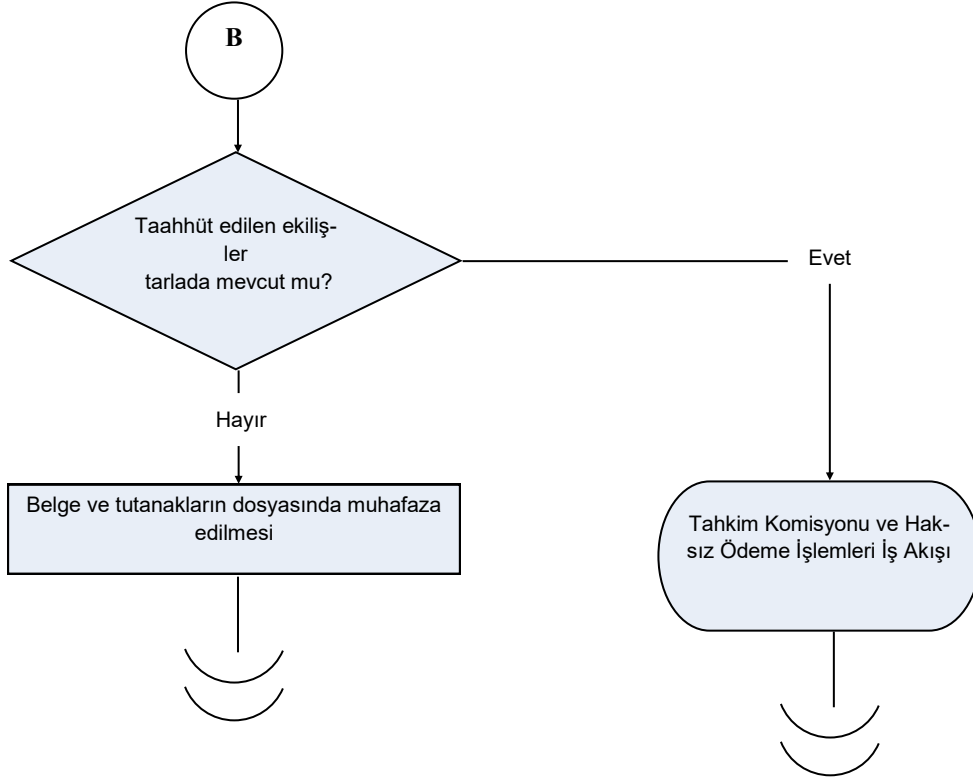 B
Taahhüt edilen ekiliş-
ler
tarlada mevcut mu?
Evet
Hayır
Belge ve tutanakların dosyasında muhafaza
edilmesi
Tahkim Komisyonu ve Hak-
sız Ödeme İşlemleri İş Akışı